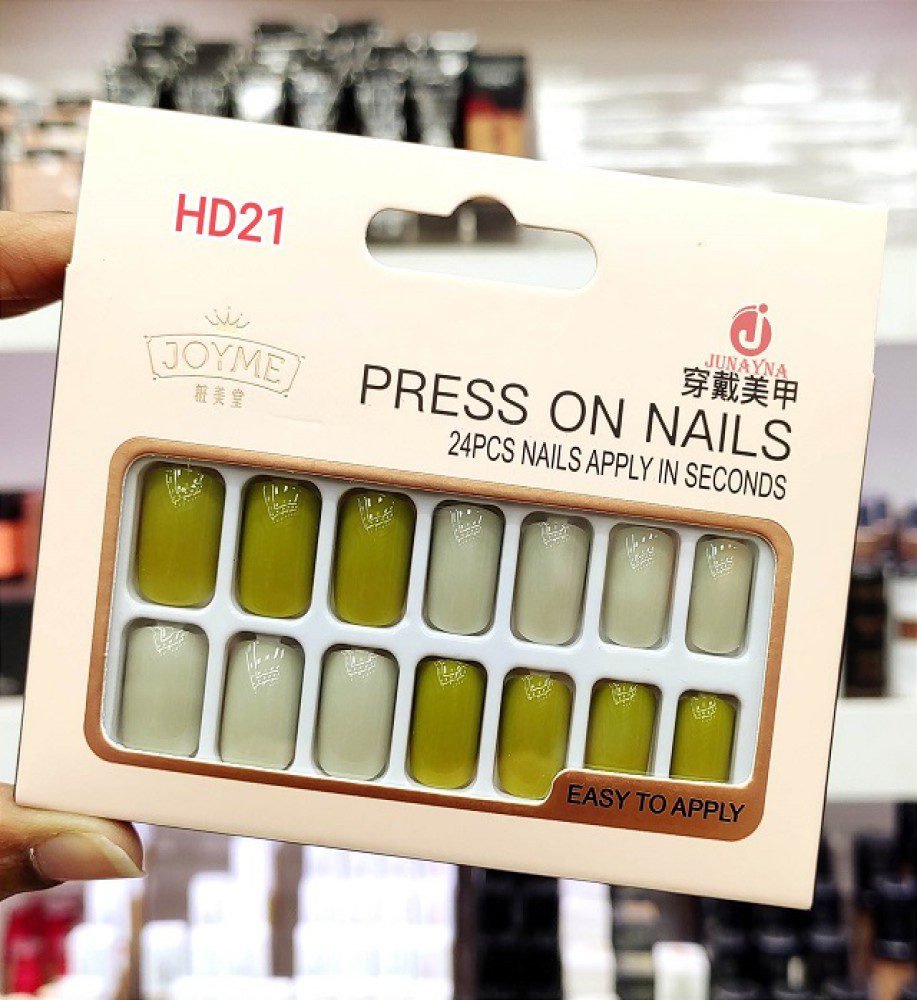 HD21
JOYME
粧美堂
JUNAYNA
穿戴美甲
PRESS ON NAILS
24PCS NAILS APPLY IN SECONDS
EASY TO APPLY